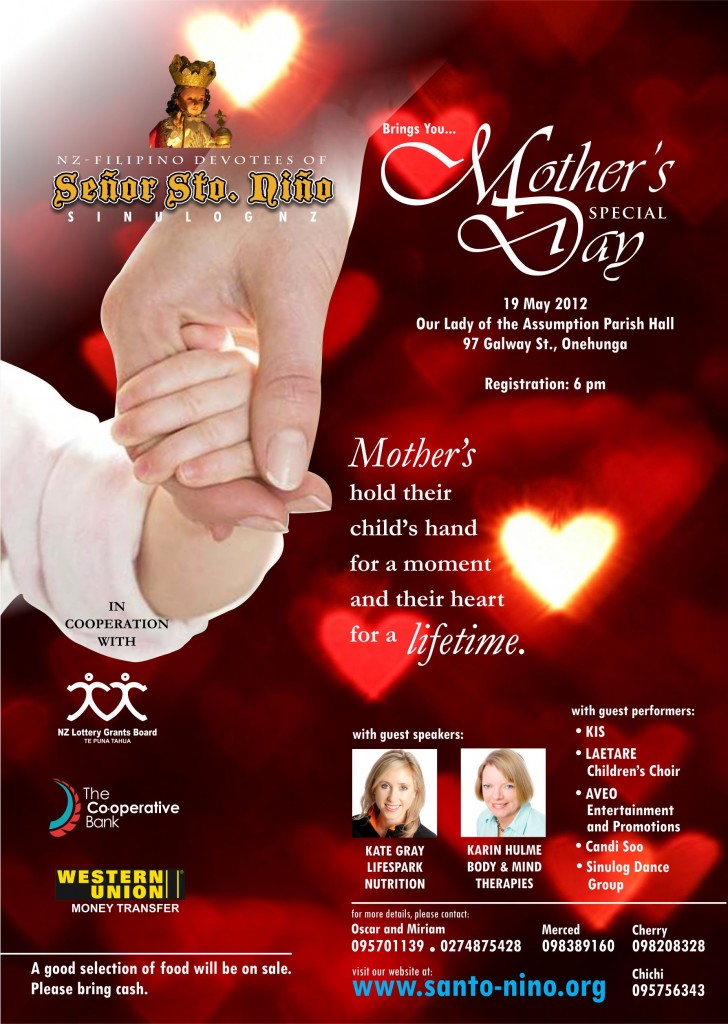 NZ-FILIPINO DEVOTEES OF
Señor Sto. Niño
SINULOGNZ
Brings You...
Mother's
SPECIAL
Day
19 May 2012
Our Lady of the Assumption Parish Hall
97 Galway St., Onehunga
Registration: 6 pm
Mother's
hold their
child's hand
for a moment
and their heart
for a lifetime.
IN
COOPERATION
WITH
NZ Lottery Grants Board
TE PUNA TAHUA
The
Co-operative
Bank
WESTERN
UNION
MONEY TRANSFER
A good selection of food will be on sale.
Please bring cash.
with guest speakers:
KATE GRAY
LIFESPARK
NUTRITION
KARIN HULME
BODY & MIND
THERAPIES
with guest performers:
• KIS
• LAETARE
Children's Choir
• AVEO
Entertainment
and Promotions
• Candi Soo
• Sinulog Dance
Group
for more details, please contact:
Oscar and Miriam
095701139 • 0274875428
Merced
098389160
Cherry
098208328
visit our website at:
www.santo-nino.org
Chichi
095756343